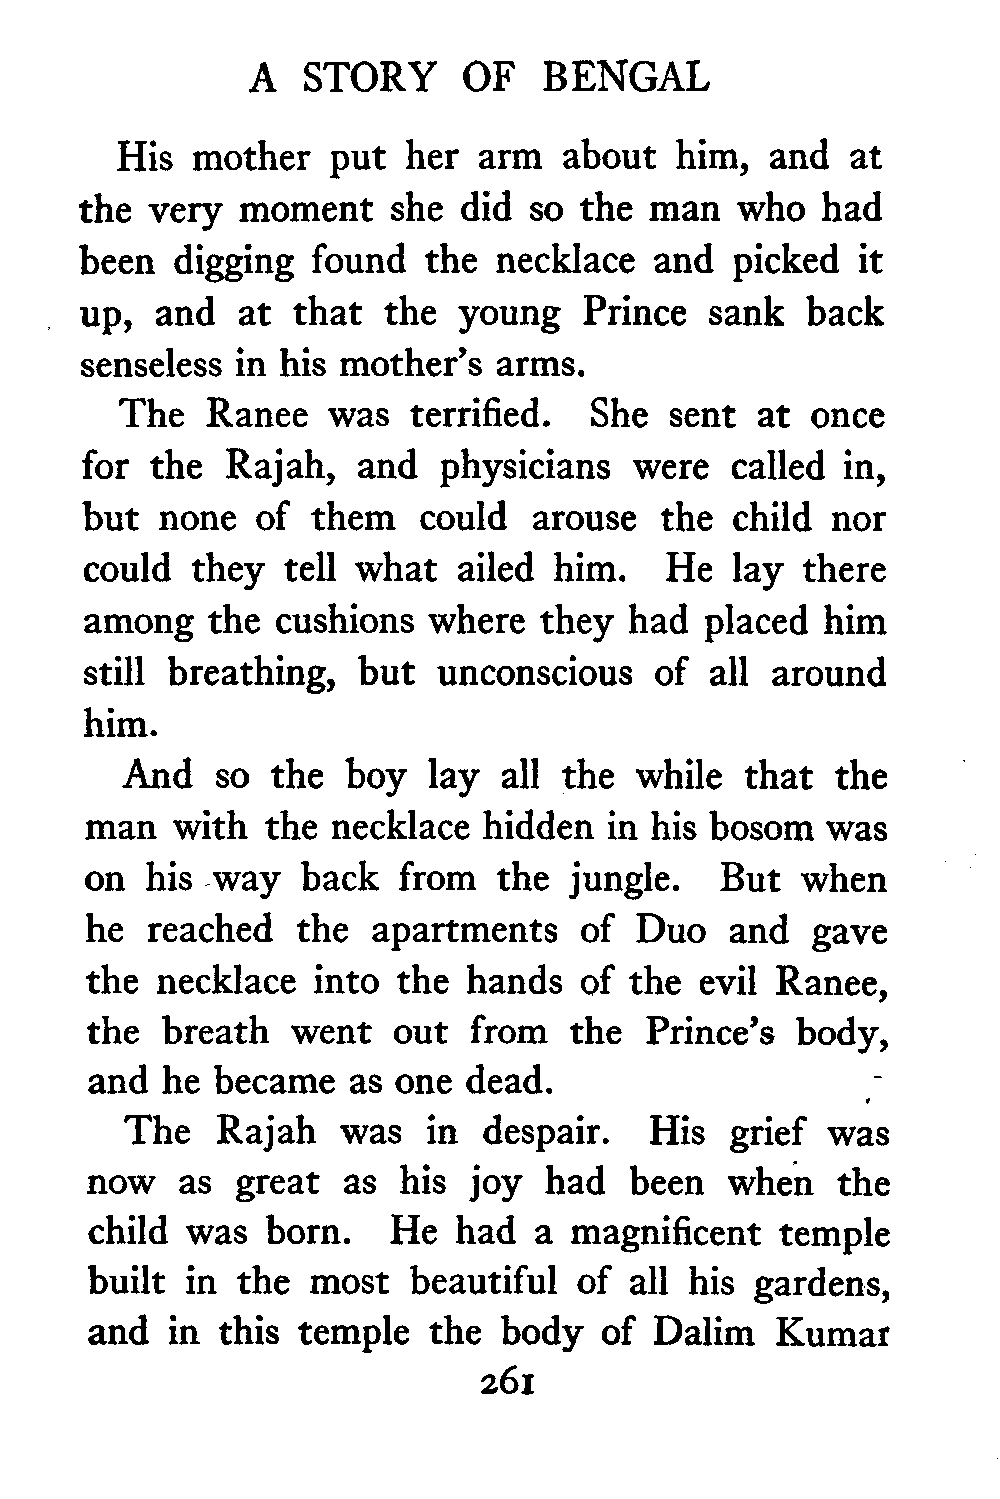 A STORY OF BENGAL
His mother put her arm about him, and at
the very moment she did so the man who had
been digging found the necklace and picked it
up, and at that the young Prince sank back
senseless in his mother's arms.
The Ranee was terrified. She sent at once
for the Rajah, and physicians were called in,
but none of them could arouse the child nor
could they tell what ailed him. He lay there
among the cushions where they had placed him
still breathing, but unconscious of all around
him.
And so the boy lay all the while that the
man with the necklace hidden in his bosom was
on his way back from the jungle. But when
he reached the apartments of Duo and gave
the necklace into the hands of the evil Ranee,
the breath went out from the Prince's body,
and he became as one dead.
The Rajah was in despair. His grief was
now as great as his joy had been when the
child was born. He had a magnificent temple
built in the most beautiful of all his gardens,
and in this temple the body of Dalim Kumar
261